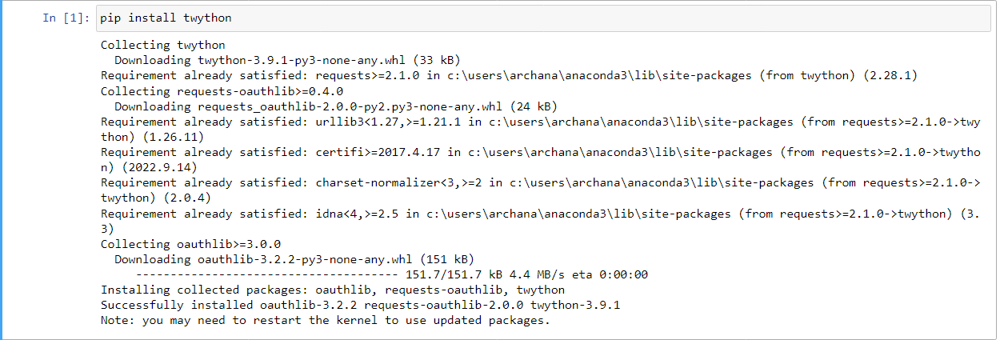 In [1]: pip install twython
Collecting twython
  Downloading twython-3.9.1-py3-none-any.whl (33 kB)
Requirement already satisfied: requests>=2.1.0 in c:\users\archana\anaconda3\lib\site-packages (from twython) (2.28.1)
Collecting requests-oauthlib>=0.4.0
  Downloading requests_oauthlib-2.0.0-py2.py3-none-any.whl (24 kB)
Requirement already satisfied: urllib3<1.27,>=1.21.1 in c:\users\archana\anaconda3\lib\site-packages (from requests>=2.1.0->twy
thon) (1.26.11)
Requirement already satisfied: certifi>=2017.4.17 in c:\users\archana\anaconda3\lib\site-packages (from requests>=2.1.0->twytho
n) (2022.9.14)
Requirement already satisfied: charset-normalizer<3,>=2 in c:\users\archana\anaconda3\lib\site-packages (from requests>=2.1.0->
twython) (2.0.4)
Requirement already satisfied: idna<4,>=2.5 in c:\users\archana\anaconda3\lib\site-packages (from requests>=2.1.0->twython) (3.
3)
Collecting oauthlib>=3.0.0
  Downloading oauthlib-3.2.2-py3-none-any.whl (151 kB)
     -------------------------------------- 151.7/151.7 kB 4.4 MB/s eta 0:00:00
Installing collected packages: oauthlib, requests-oauthlib, twython
Successfully installed oauthlib-3.2.2 requests-oauthlib-2.0.0 twython-3.9.1
Note: you may need to restart the kernel to use updated packages.